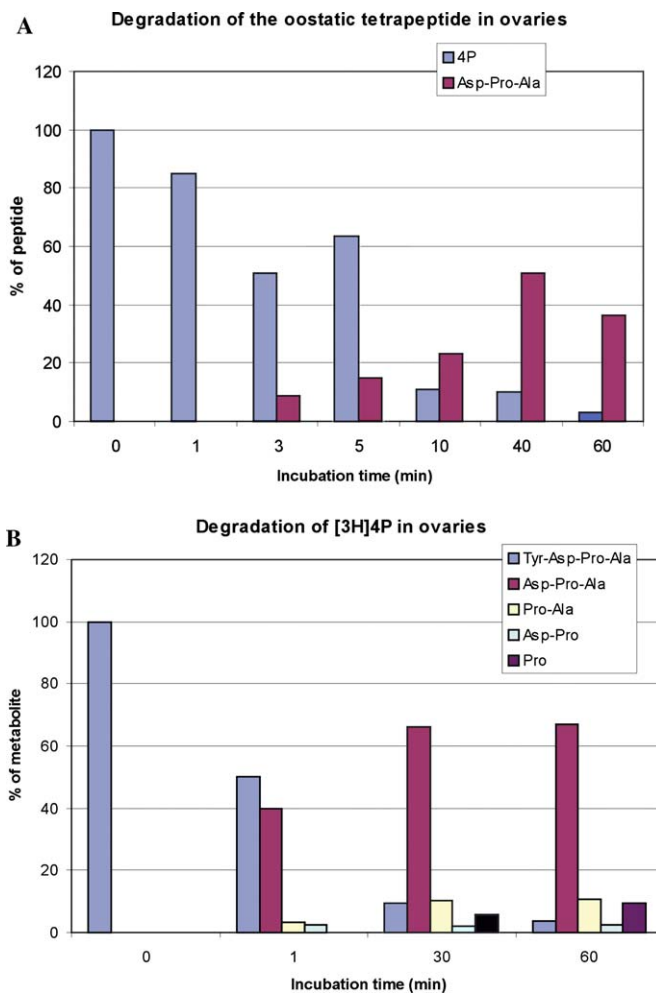 A
Degradation of the oostatic tetrapeptide in ovaries
4P
Asp-Pro-Ala
% of peptide
120
100
80
60
40
20
0
0 1 3 5 10 40 60
Incubation time (min)
B
Degradation of [3H]4P in ovaries
Tyr-Asp-Pro-Ala
Asp-Pro-Ala
Pro-Ala
Asp-Pro
Pro
% of metabolite
120
100
80
60
40
20
0
0 1 30 60
Incubation time (min)